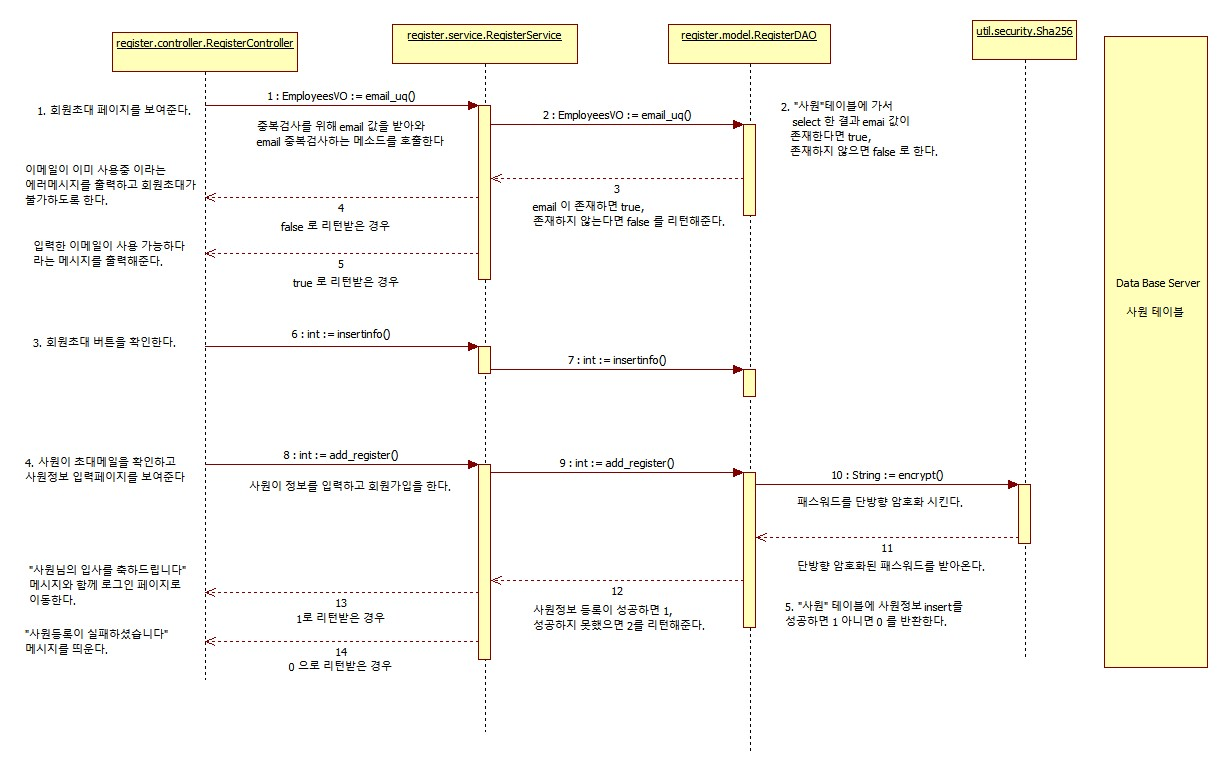 register.controller.RegisterController
register.service.RegisterService
register.model.RegisterDAO
util.security.Sha256
1. 회원초대 페이지를 보여준다.
1 : EmployeesVO := email_uq()
중복검사를 위해 email 값을 받아와
email 중복검사하는 메소드를 호출한다
2 : EmployeesVO := email_uq()
2. "사원"테이블에 가서
select 한 결과 emai 값이
존재한다면 true,
존재하지 않으면 false 로 한다.
이메일이 이미 사용중 이라는
에러메시지를 출력하고 회원초대가
불가하도록 한다.
3
email 이 존재하면 true,
존재하지 않는다면 false 를 리턴해준다.
4
false 로 리턴받은 경우
입력한 이메일이 사용 가능하다
라는 메시지를 출력해준다.
5
true 로 리턴받은 경우
Data Base Server
사원 테이블
3. 회원초대 버튼을 확인한다.
6 : int := insertinfo()
7 : int := insertinfo()
4. 사원이 초대메일을 확인하고
사원정보 입력페이지를 보여준다
8 : int := add_register()
사원이 정보를 입력하고 회원가입을 한다.
9 : int := add_register()
10 : String := encrypt()
패스워드를 단방향 암호화 시킨다.
11
단방향 암호화된 패스워드를 받아온다.
"사원님의 입사를 축하드립니다"
메시지와 함께 로그인 페이지로
이동한다.
12
사원정보 등록이 성공하면 1,
성공하지 못했으면 2를 리턴해준다.
13
1로 리턴받은 경우
5. "사원" 테이블에 사원정보 insert를
성공하면 1 아니면 0 를 반환한다.
"사원등록이 실패하셨습니다"
메시지를 띄운다.
14
0 으로 리턴받은 경우